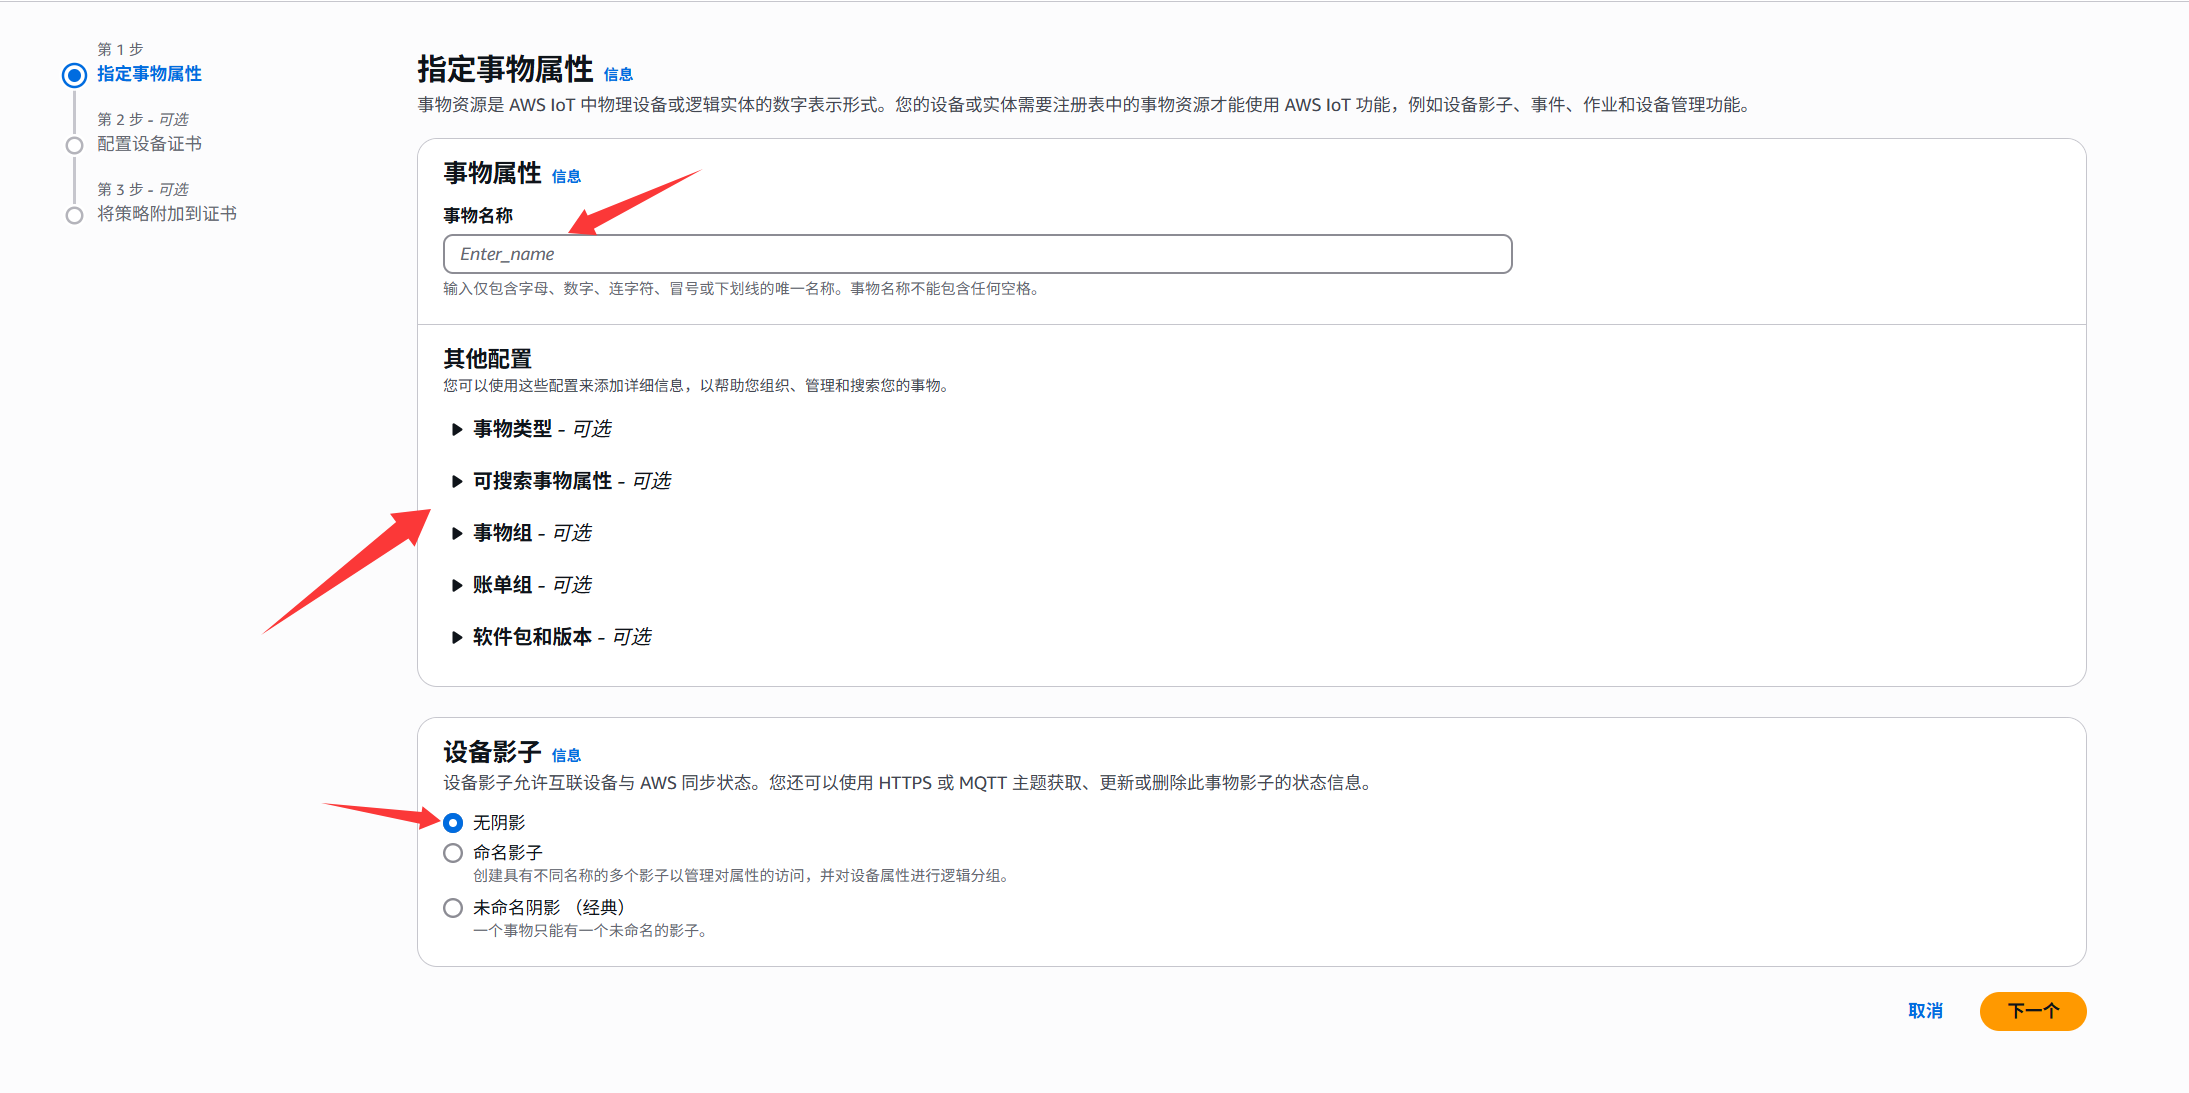 第 1 步
指定事物属性
第 2 步 - 可选
配置设备证书
第 3 步 - 可选
将策略附加到证书
指定事物属性 信息
事物资源是 AWS IoT 中物理设备或逻辑实体的数字表示形式。您的设备或实体需要注册表中的事物资源才能使用 AWS IoT 功能，例如设备影子、事件、作业和设备管理功能。
事物属性 信息
事物名称
Enter_name
输入仅包含字母、数字、连字符、冒号或下划线的唯一名称。事物名称不能包含任何空格。
其他配置
您可以使用这些配置来添加详细信息，以帮助您组织、管理和搜索您的事物。
事物类型 - 可选
可搜索事物属性 - 可选
事物组 - 可选
账单组 - 可选
软件包和版本 - 可选
设备影子 信息
设备影子允许互联设备与 AWS 同步状态。您还可以使用 HTTPS 或 MQTT 主题获取、更新或删除此事物影子的状态信息。
无阴影
命名影子
创建具有不同名称的多个影子以管理对属性的访问，并对设备属性进行逻辑分组。
未命名阴影 （经典）
一个事物只能有一个未命名的影子。
取消
下一个